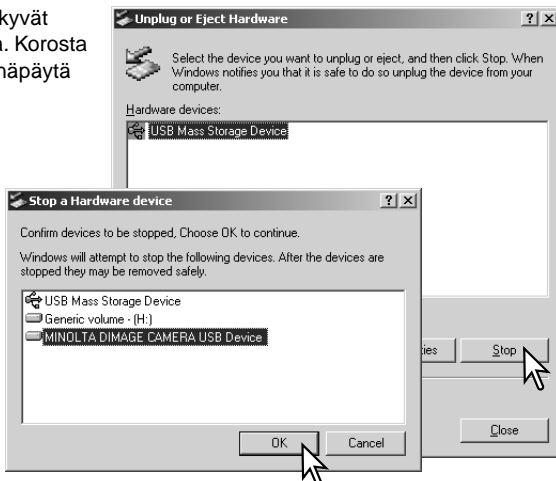 kyvät
a. Korosta
näpäytä
Unplug or Eject Hardware
Select the device you want to unplug or eject, and then click Stop. When
Windows notifies you that it is safe to do so unplug the device from your
computer.
Hardware devices:
USB Mass Storage Device
ties
Stop
Close
Stop a Hardware device
Confirm devices to be stopped, Choose OK to continue.
Windows will attempt to stop the following devices. After the devices are
stopped they may be removed safely.
USB Mass Storage Device
Generic volume - (H:)
MINOLTA DIMAGE CAMERA USB Device
OK
Cancel